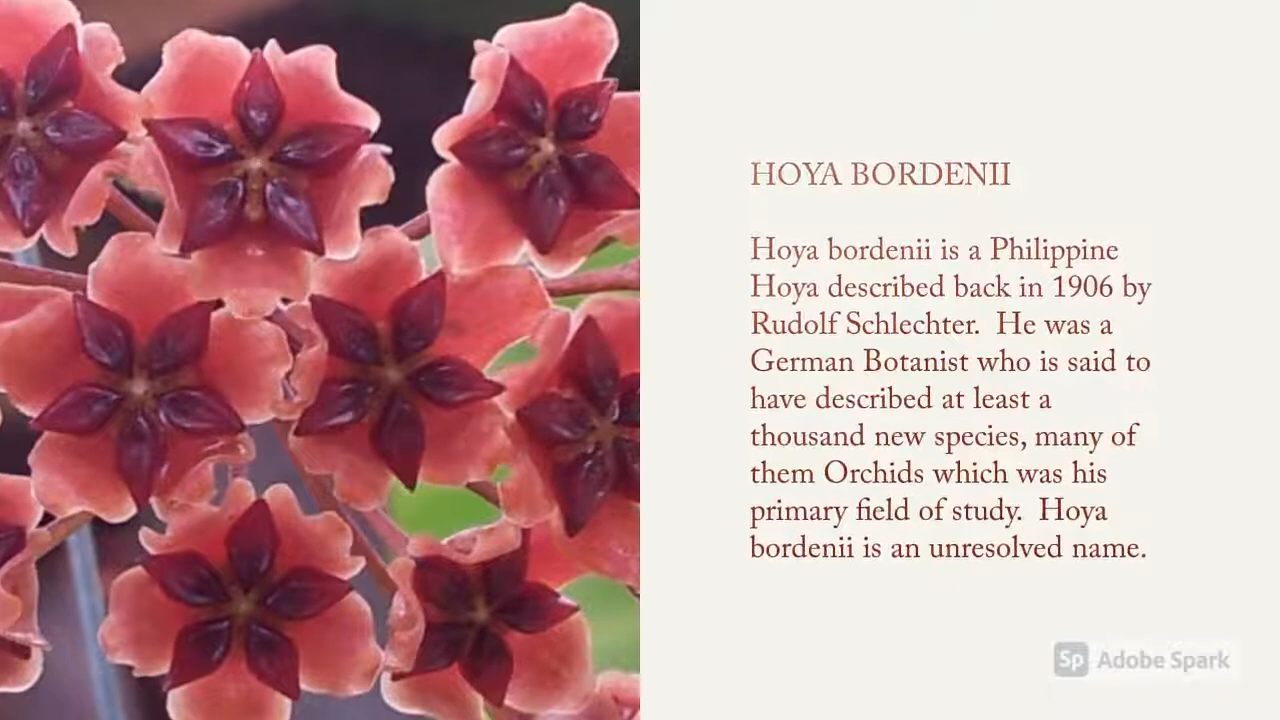 HOYA BORDENII
Hoya bordenii is a Philippine
Hoya described back in 1906 by
Rudolf Schlechter.  He was a
German Botanist who is said to
have described at least a
thousand new species, many of
them Orchids which was his
primary field of study.  Hoya
bordenii is an unresolved name.
Sp Adobe Spark